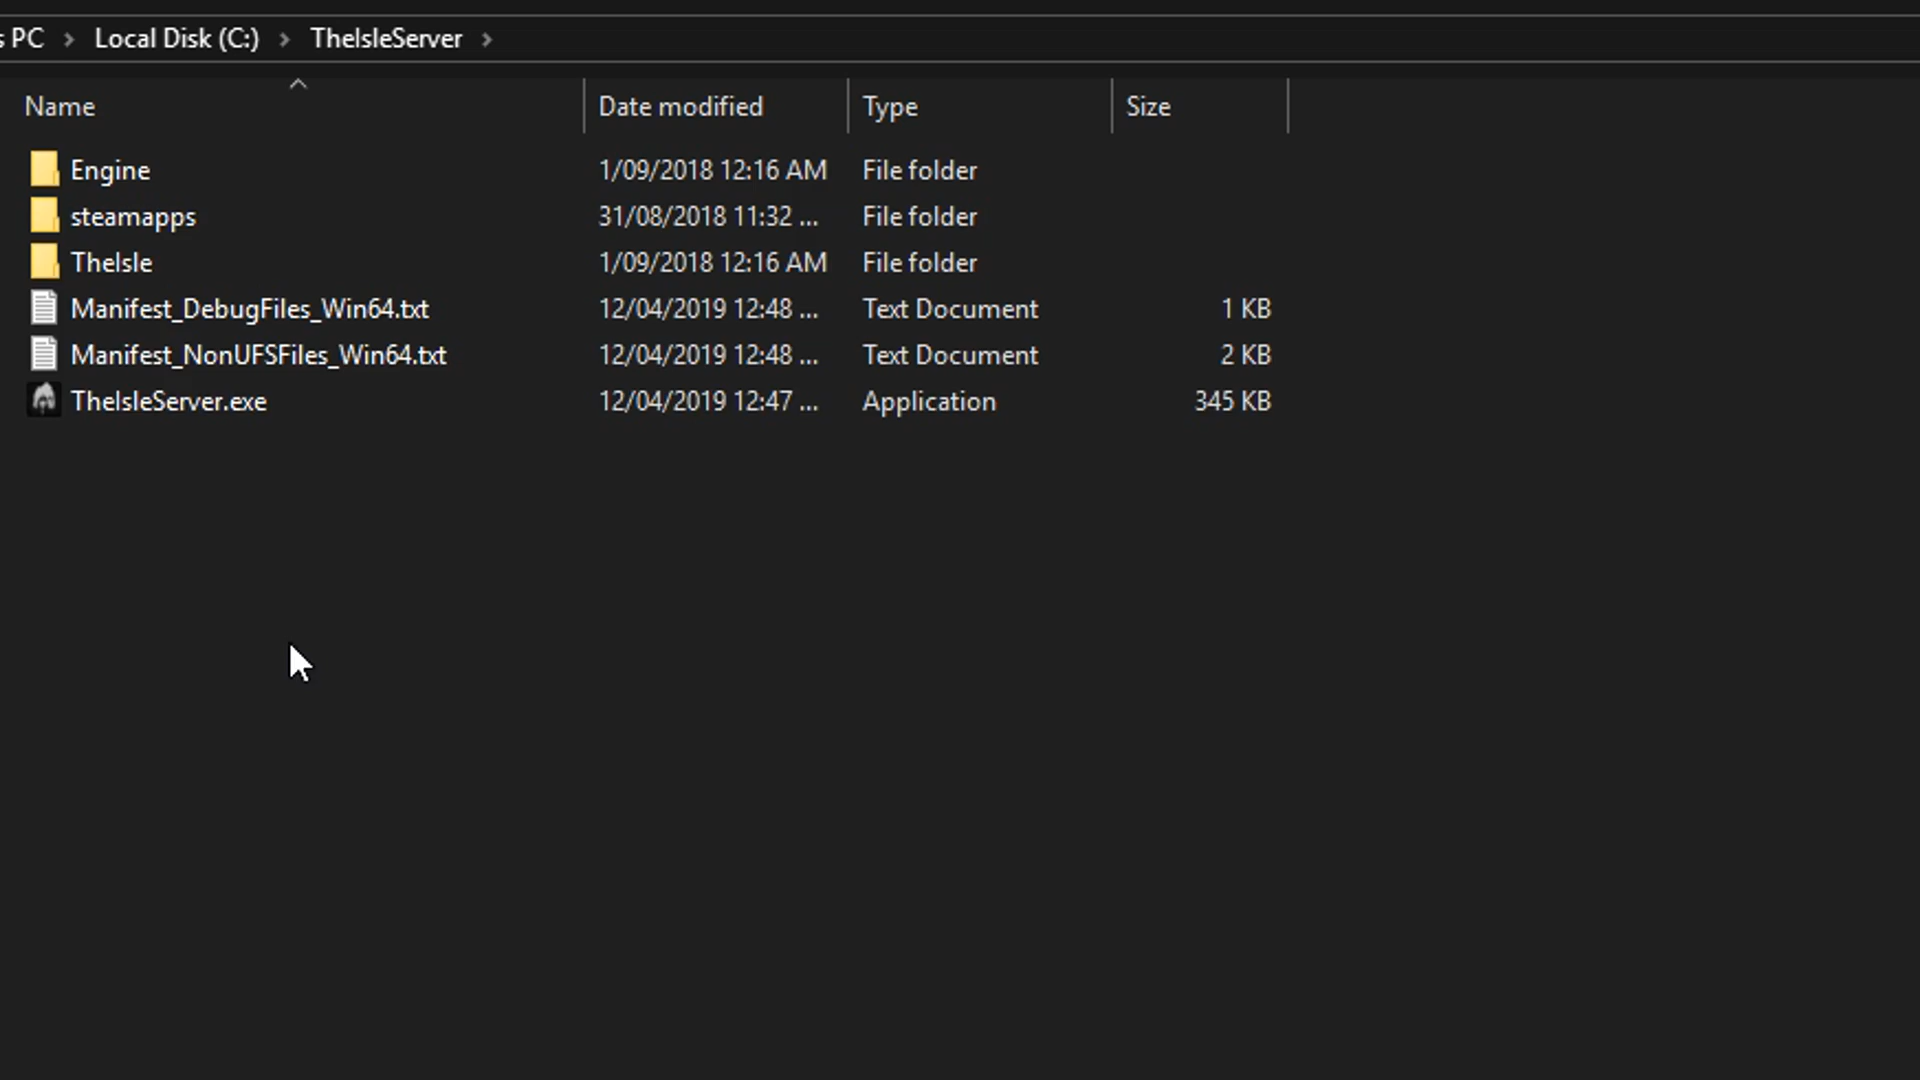 s PC > Local Disk (C:) > TheIsleServer >
Name Date modified Type Size
Engine 1/09/2018 12:16 AM File folder
steamapps 31/08/2018 11:32 ... File folder
TheIsle 1/09/2018 12:16 AM File folder
Manifest_DebugFiles_Win64.txt 12/04/2019 12:48 ... Text Document 1 KB
Manifest_NonUFSFiles_Win64.txt 12/04/2019 12:48 ... Text Document 2 KB
TheIsleServer.exe 12/04/2019 12:47 ... Application 345 KB